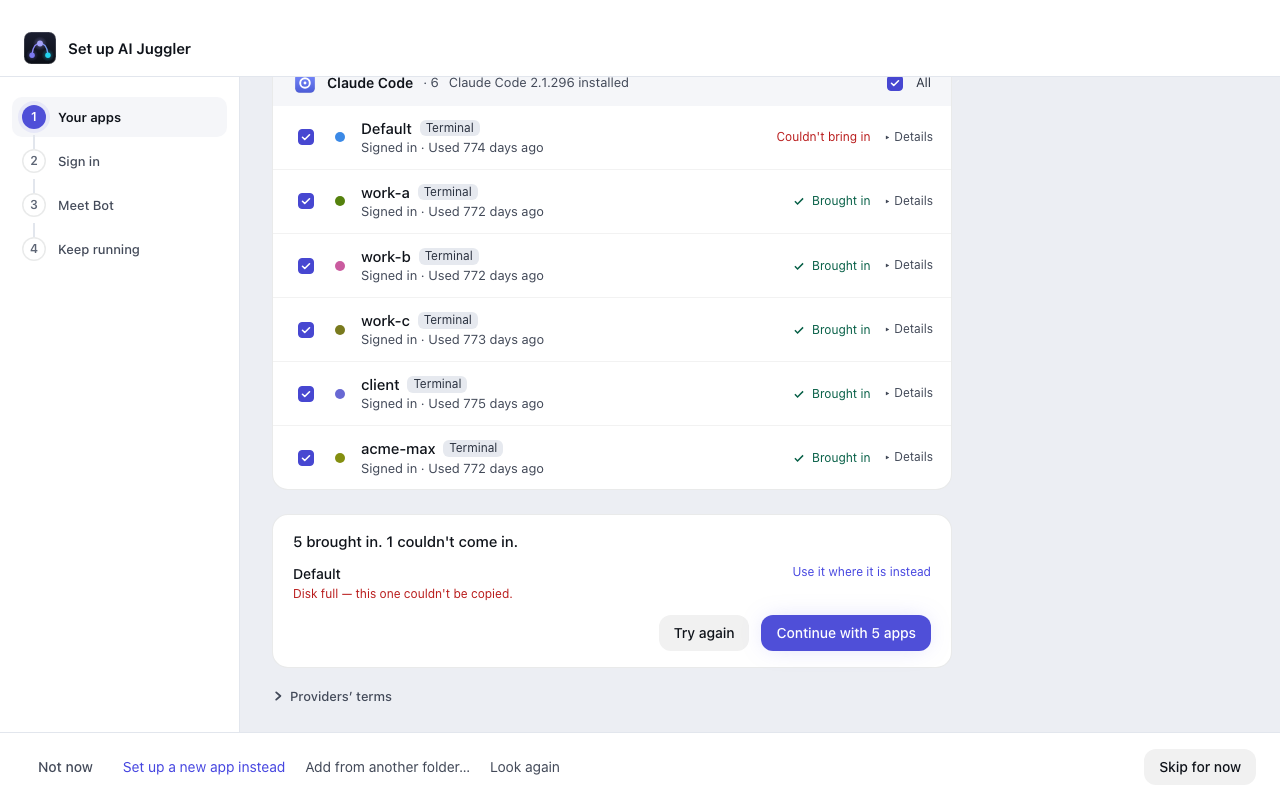 Set up AI Juggler
1 Your apps
2 Sign in
3 Meet Bot
4 Keep running
Claude Code · 6 Claude Code 2.1.296 installed All
Default Terminal
Signed in · Used 774 days ago
Couldn't bring in ‣ Details
work-a Terminal
Signed in · Used 772 days ago
Brought in ‣ Details
work-b Terminal
Signed in · Used 772 days ago
Brought in ‣ Details
work-c Terminal
Signed in · Used 773 days ago
Brought in ‣ Details
client Terminal
Signed in · Used 775 days ago
Brought in ‣ Details
acme-max Terminal
Signed in · Used 772 days ago
Brought in ‣ Details
5 brought in. 1 couldn't come in.
Default
Use it where it is instead
Disk full — this one couldn't be copied.
Try again Continue with 5 apps
Providers’ terms
Not now Set up a new app instead Add from another folder… Look again Skip for now